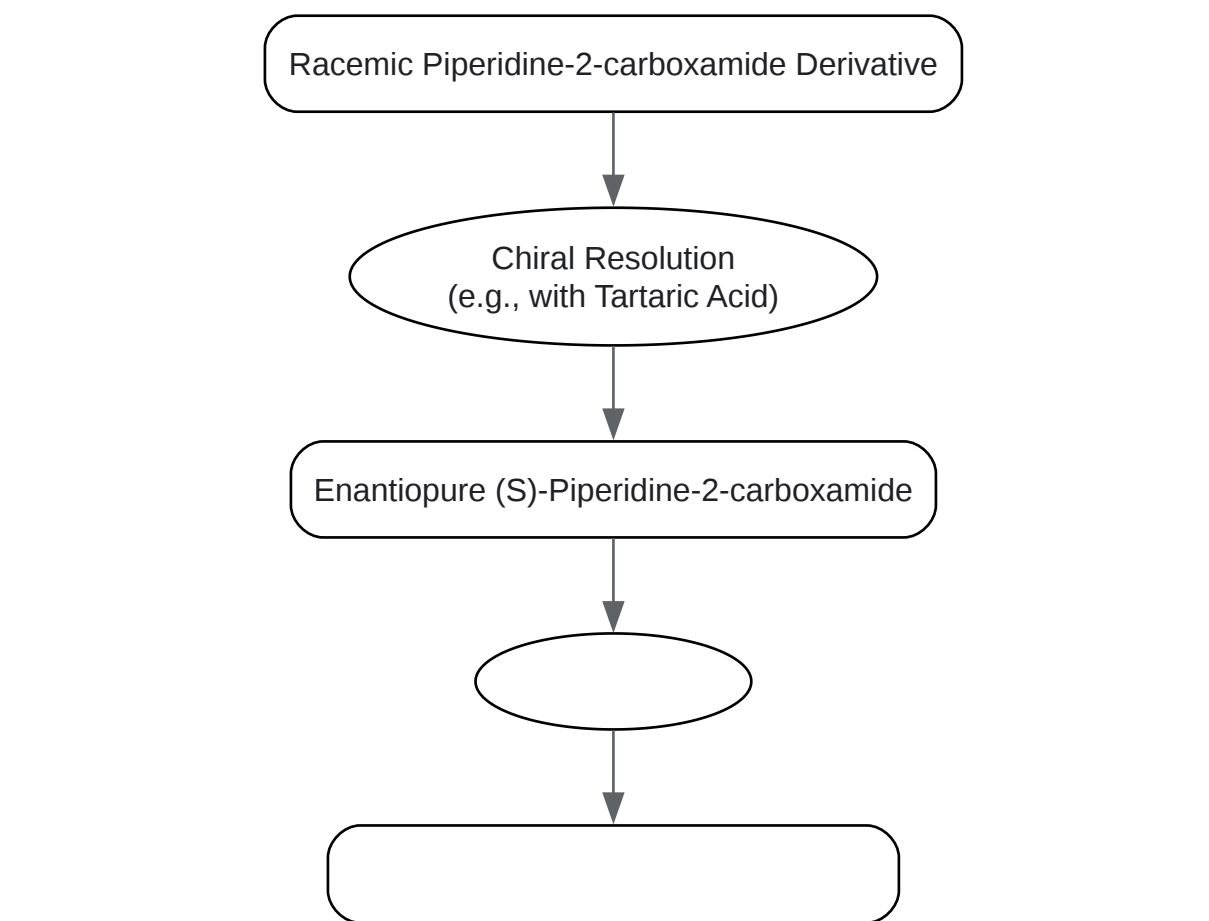 Racemic Piperidine-2-carboxamide Derivative
Chiral Resolution
(e.g., with Tartaric Acid)
Enantiopure (S)-Piperidine-2-carboxamide